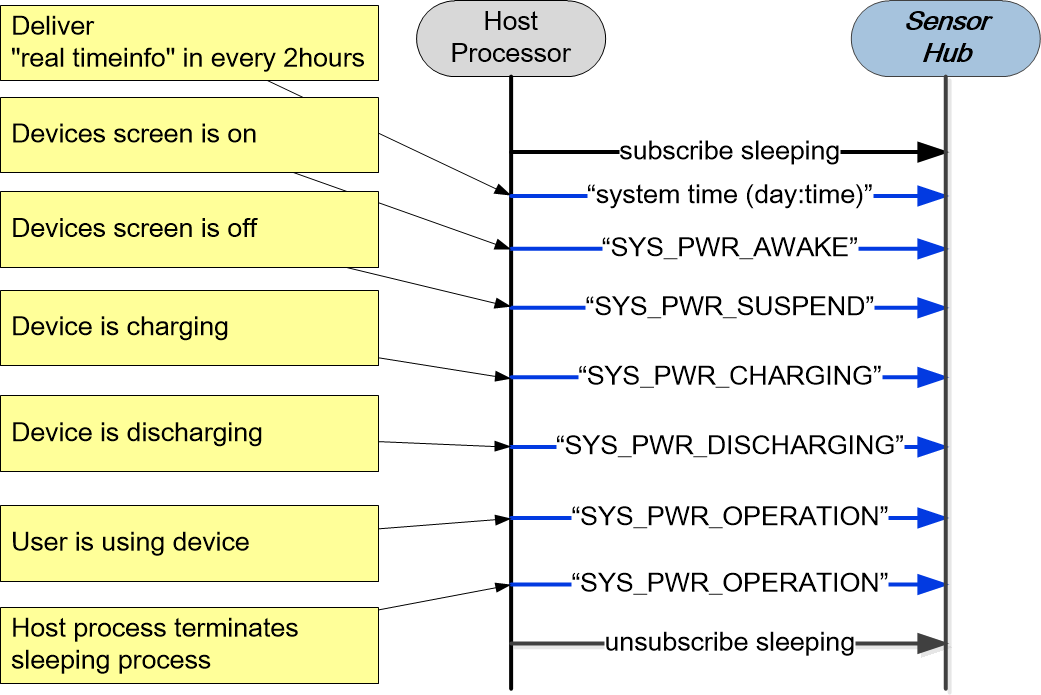 Deliver
"real timeinfo" in every 2hours
Devices screen is on
Devices screen is off
Device is charging
Device is discharging
User is using device
Host process terminates
sleeping process
Host
Processor
Sensor
Hub
subscribe sleeping
“system time (day:time)”
“SYS_PWR_AWAKE”
“SYS_PWR_SUSPEND”
“SYS_PWR_CHARGING”
“SYS_PWR_DISCHARGING”
“SYS_PWR_OPERATION”
“SYS_PWR_OPERATION”
unsubscribe sleeping